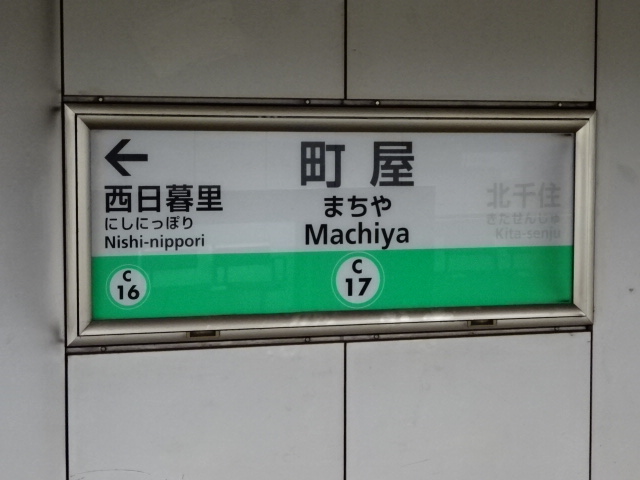 ←
西日暮里
にしにっぽり
Nishi-nippori
C
16
町屋
まちや
Machiya
C
17
北千住
きたせんじゅ
Kita-senju